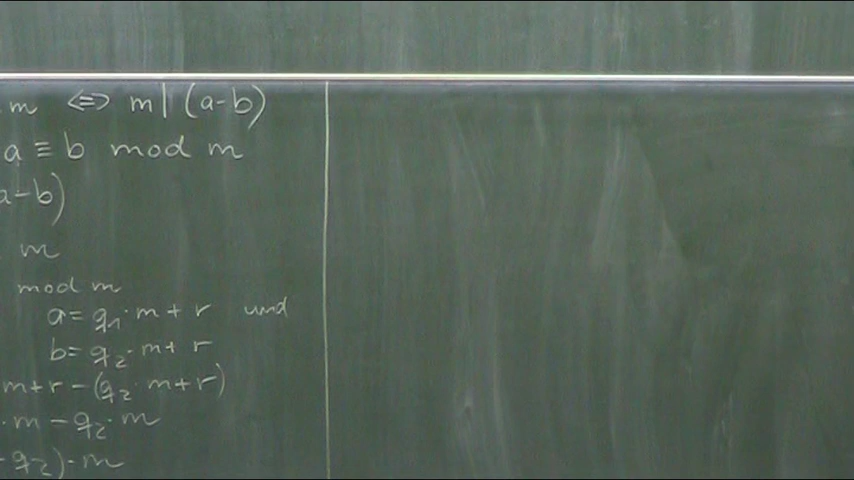 m ⇔ m | (a-b)
a ≡ b mod m
a-b)
m
mod m
a = q₁·m + r und
b = q₂·m + r
m + r - (q₂·m + r)
·m - q₂·m
- q₂)·m